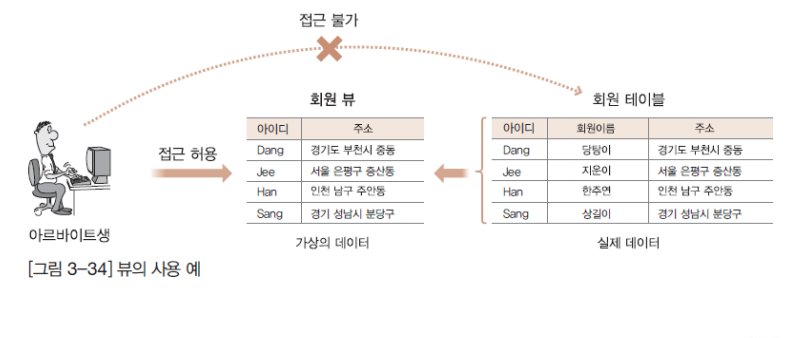 접근 불가
회원 뷰
회원 테이블
아이디 주소
Dang 경기도 부천시 중동
Jee 서울 은평구 증산동
Han 인천 남구 주안동
Sang 경기 성남시 분당구
가상의 데이터
아이디 회원이름 주소
Dang 당탕이 경기도 부천시 중동
Jee 지운이 서울 은평구 증산동
Han 한주연 인천 남구 주안동
Sang 상길이 경기 성남시 분당구
실제 데이터
접근 허용
아르바이트생
[그림 3-34] 뷰의 사용 예